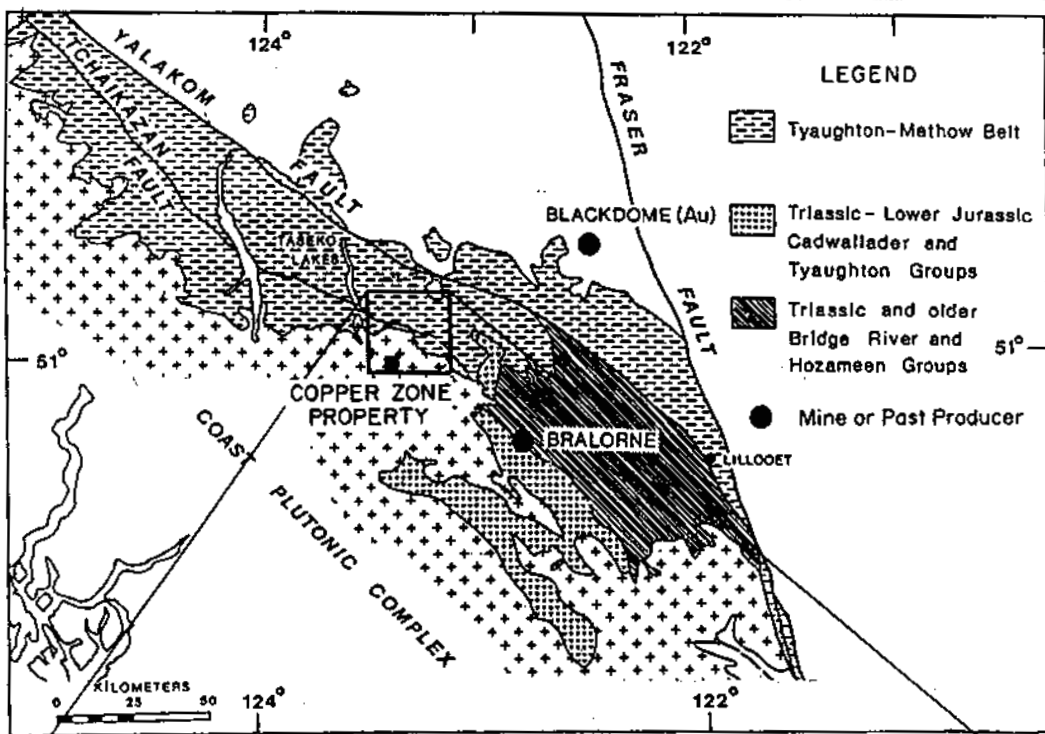 124°
122°
YALAKOM
FAULT
TCHAIKAZAN
FAULT
FRASER
FAULT
LEGEND
Tyaughton-Methow Belt
Triassic - Lower Jurassic
Cadwallader and
Tyaughton Groups
Triassic and older
Bridge River and
Hozameen Groups
Mine or Past Producer
BLACKDOME (Au)
TASEKO
LAKES
51°
51°
COPPER ZONE
PROPERTY
BRALORNE
LILLOOET
COAST
PLUTONIC
COMPLEX
KILOMETERS
0 25 50
124°
122°